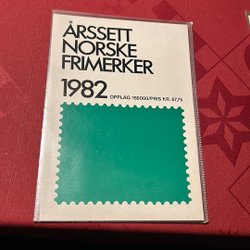 ÅRSSETT
NORSKE
FRIMERKER
1982 OPPLAG 150000/PRIS KR. 67,75